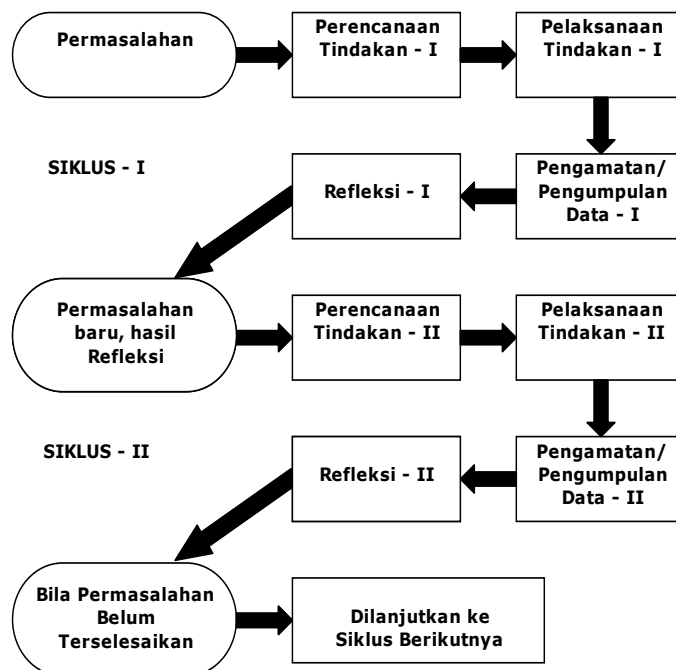 Permasalahan
Perencanaan
Tindakan - I
Pelaksanaan
Tindakan - I
SIKLUS - I
Refleksi - I
Pengamatan/
Pengumpulan
Data - I
Permasalahan
baru, hasil
Refleksi
Perencanaan
Tindakan - II
Pelaksanaan
Tindakan - II
SIKLUS - II
Refleksi - II
Pengamatan/
Pengumpulan
Data - II
Bila Permasalahan
Belum
Terselesaikan
Dilanjutkan ke
Siklus Berikutnya